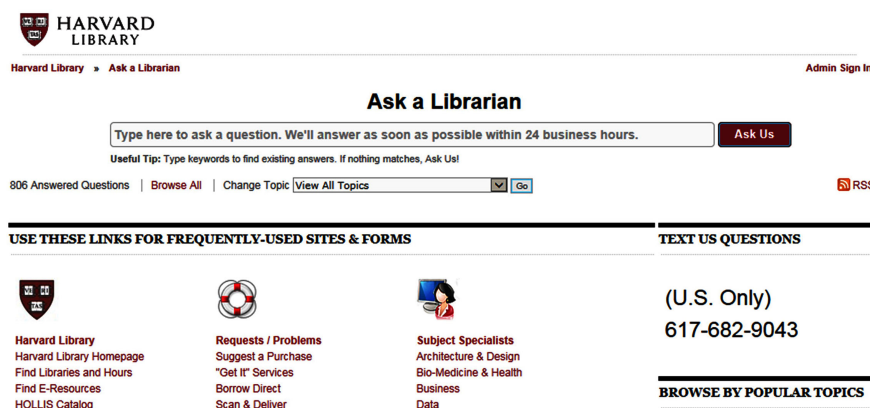 HARVARD
LIBRARY
Harvard Library » Ask a Librarian Admin Sign In
Ask a Librarian
Type here to ask a question. We'll answer as soon as possible within 24 business hours. Ask Us
Useful Tip: Type keywords to find existing answers. If nothing matches, Ask Us!
806 Answered Questions | Browse All | Change Topic View All Topics Go RSS
USE THESE LINKS FOR FREQUENTLY-USED SITES & FORMS TEXT US QUESTIONS
VE RI
TAS
(U.S. Only)
617-682-9043
Harvard Library Requests / Problems Subject Specialists
Harvard Library Homepage Suggest a Purchase Architecture & Design
Find Libraries and Hours "Get It" Services Bio-Medicine & Health
Find E-Resources Borrow Direct Business
BROWSE BY POPULAR TOPICS
HOLLIS Catalog Scan & Deliver Data